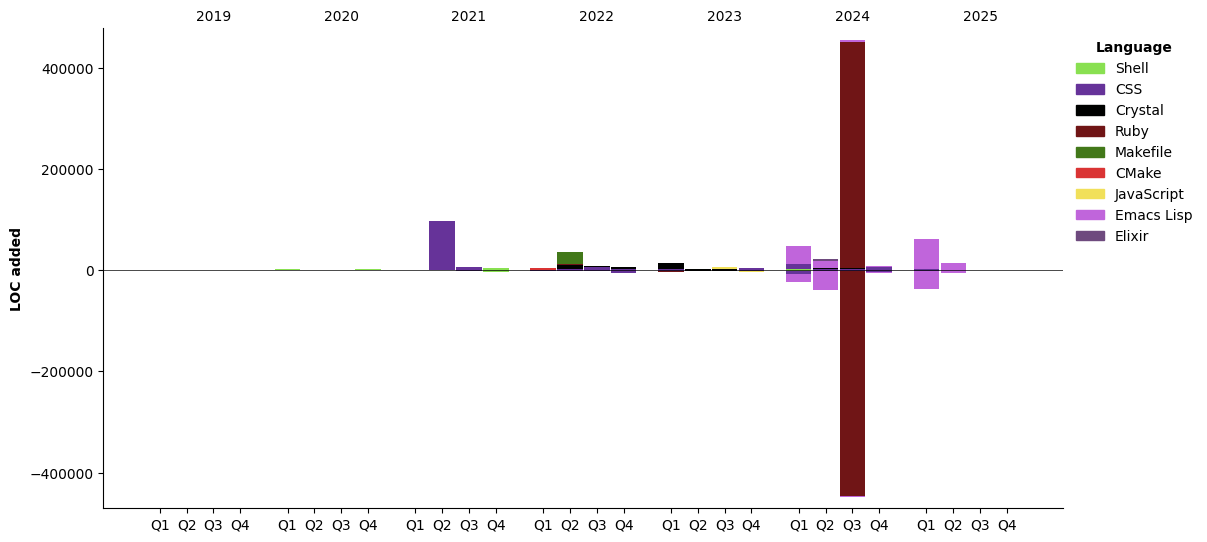 2019 2020 2021 2022 2023 2024 2025
LOC added
400000
200000
0
−200000
−400000
Q1 Q2 Q3 Q4 Q1 Q2 Q3 Q4 Q1 Q2 Q3 Q4 Q1 Q2 Q3 Q4 Q1 Q2 Q3 Q4 Q1 Q2 Q3 Q4 Q1 Q2 Q3 Q4
Language
Shell
CSS
Crystal
Ruby
Makefile
CMake
JavaScript
Emacs Lisp
Elixir